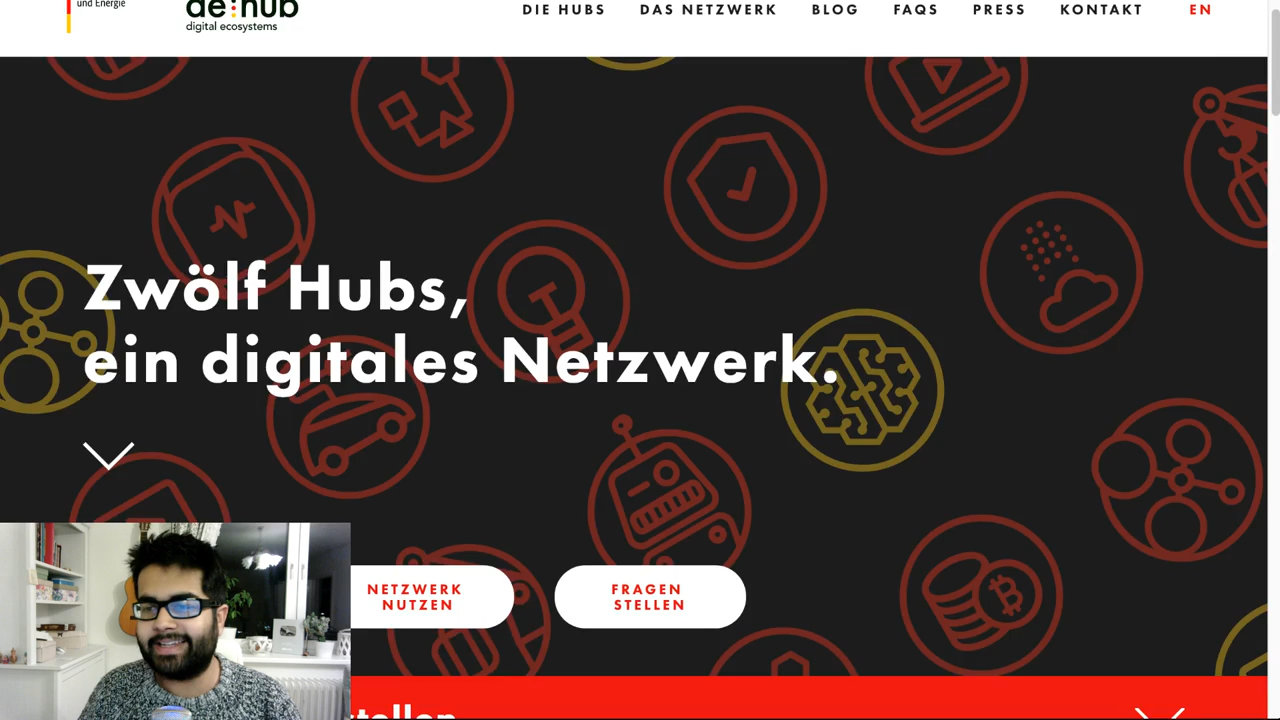 und Energie
de:hub
digital ecosystems
DIE HUBS
DAS NETZWERK
BLOG
FAQS
PRESS
KONTAKT
EN
Zwölf Hubs,
ein digitales Netzwerk.
NETZWERK
NUTZEN
FRAGEN
STELLEN
stellen